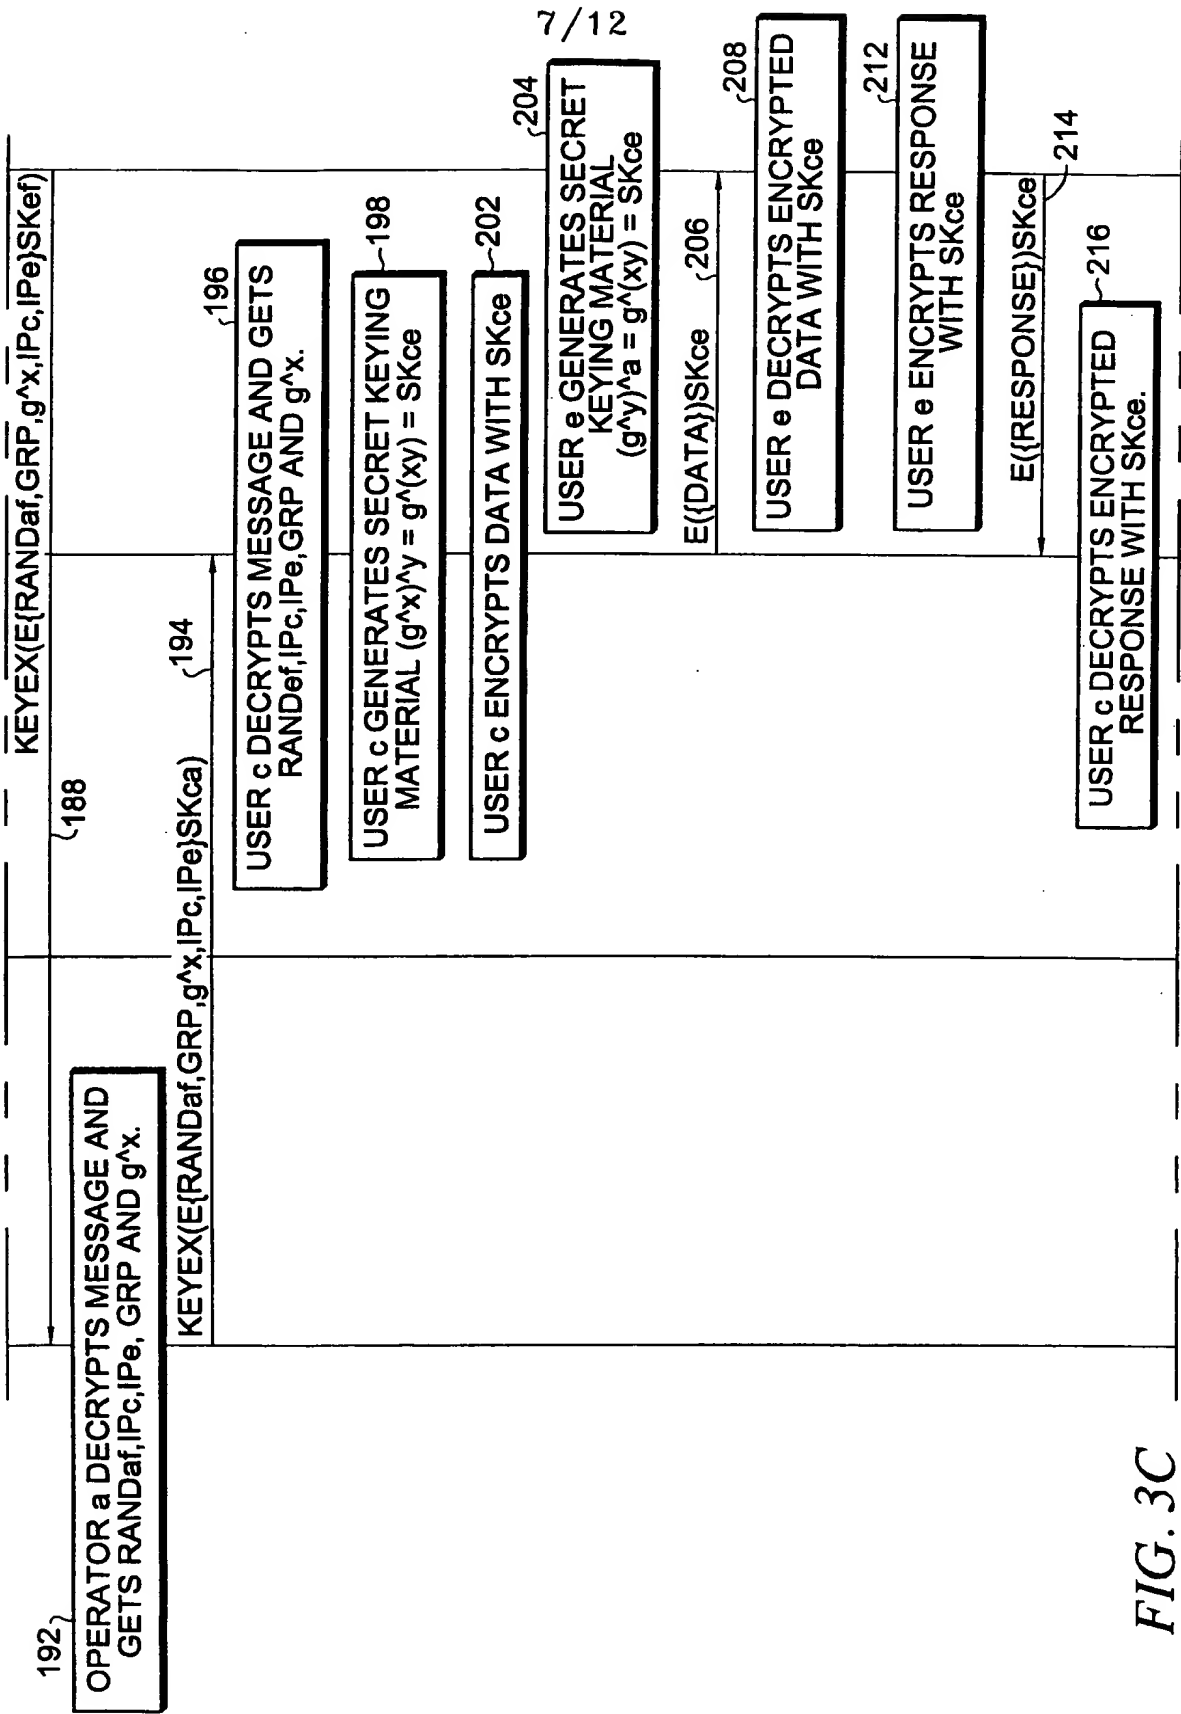 7/12
KEYEX(E{RANDaf,GRP,g^x,IPc,IPe}SKef)
188
192
OPERATOR a DECRYPTS MESSAGE AND
GETS RANDaf,IPc,IPe, GRP AND g^x.
KEYEX(E{RANDaf,GRP,g^x,IPc,IPe}SKca)
194
196
USER c DECRYPTS MESSAGE AND GETS
RANDef,IPc,IPe,GRP AND g^x.
198
USER c GENERATES SECRET KEYING
MATERIAL (g^x)^y = g^(xy) = SKce
202
USER c ENCRYPTS DATA WITH SKce
204
USER e GENERATES SECRET
KEYING MATERIAL
(g^y)^a = g^(xy) = SKce
E({DATA})SKce
206
208
USER e DECRYPTS ENCRYPTED
DATA WITH SKce
212
USER e ENCRYPTS RESPONSE
WITH SKce
E({RESPONSE})SKce
214
216
USER c DECRYPTS ENCRYPTED
RESPONSE WITH SKce.
FIG. 3C